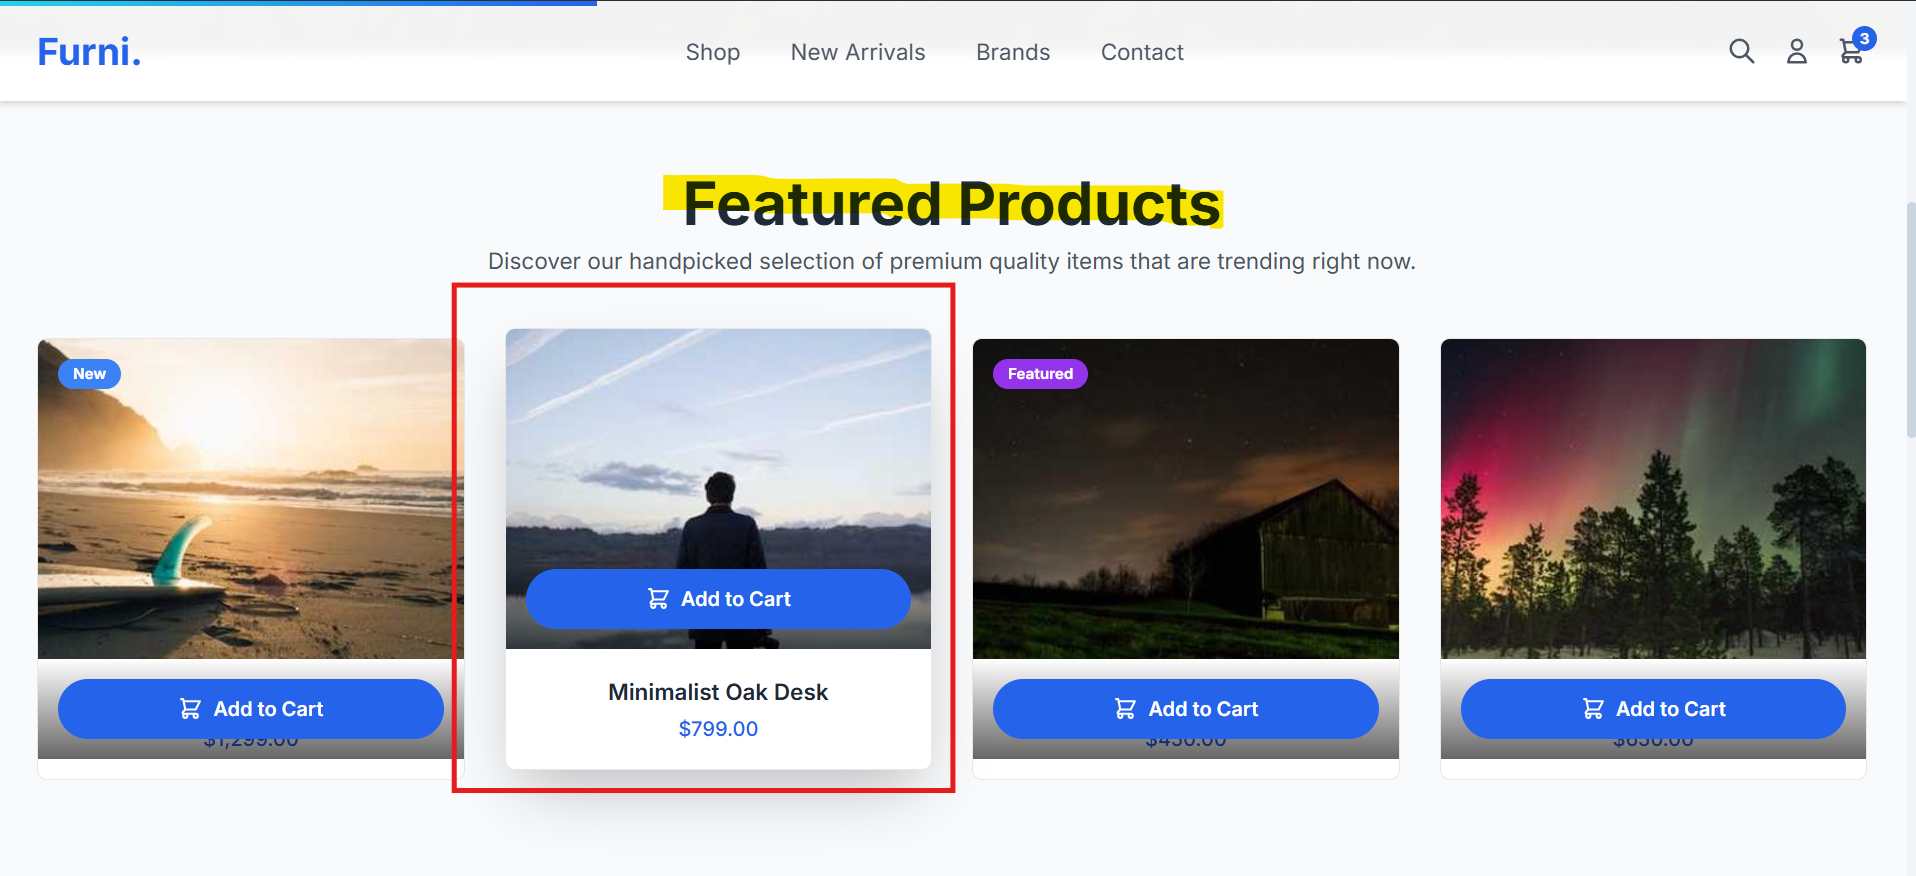 Furni.
Shop
New Arrivals
Brands
Contact
3
Featured Products
Discover our handpicked selection of premium quality items that are trending right now.
New
Add to Cart
$1,299.00
Add to Cart
Minimalist Oak Desk
$799.00
Featured
Add to Cart
$450.00
Add to Cart
$650.00